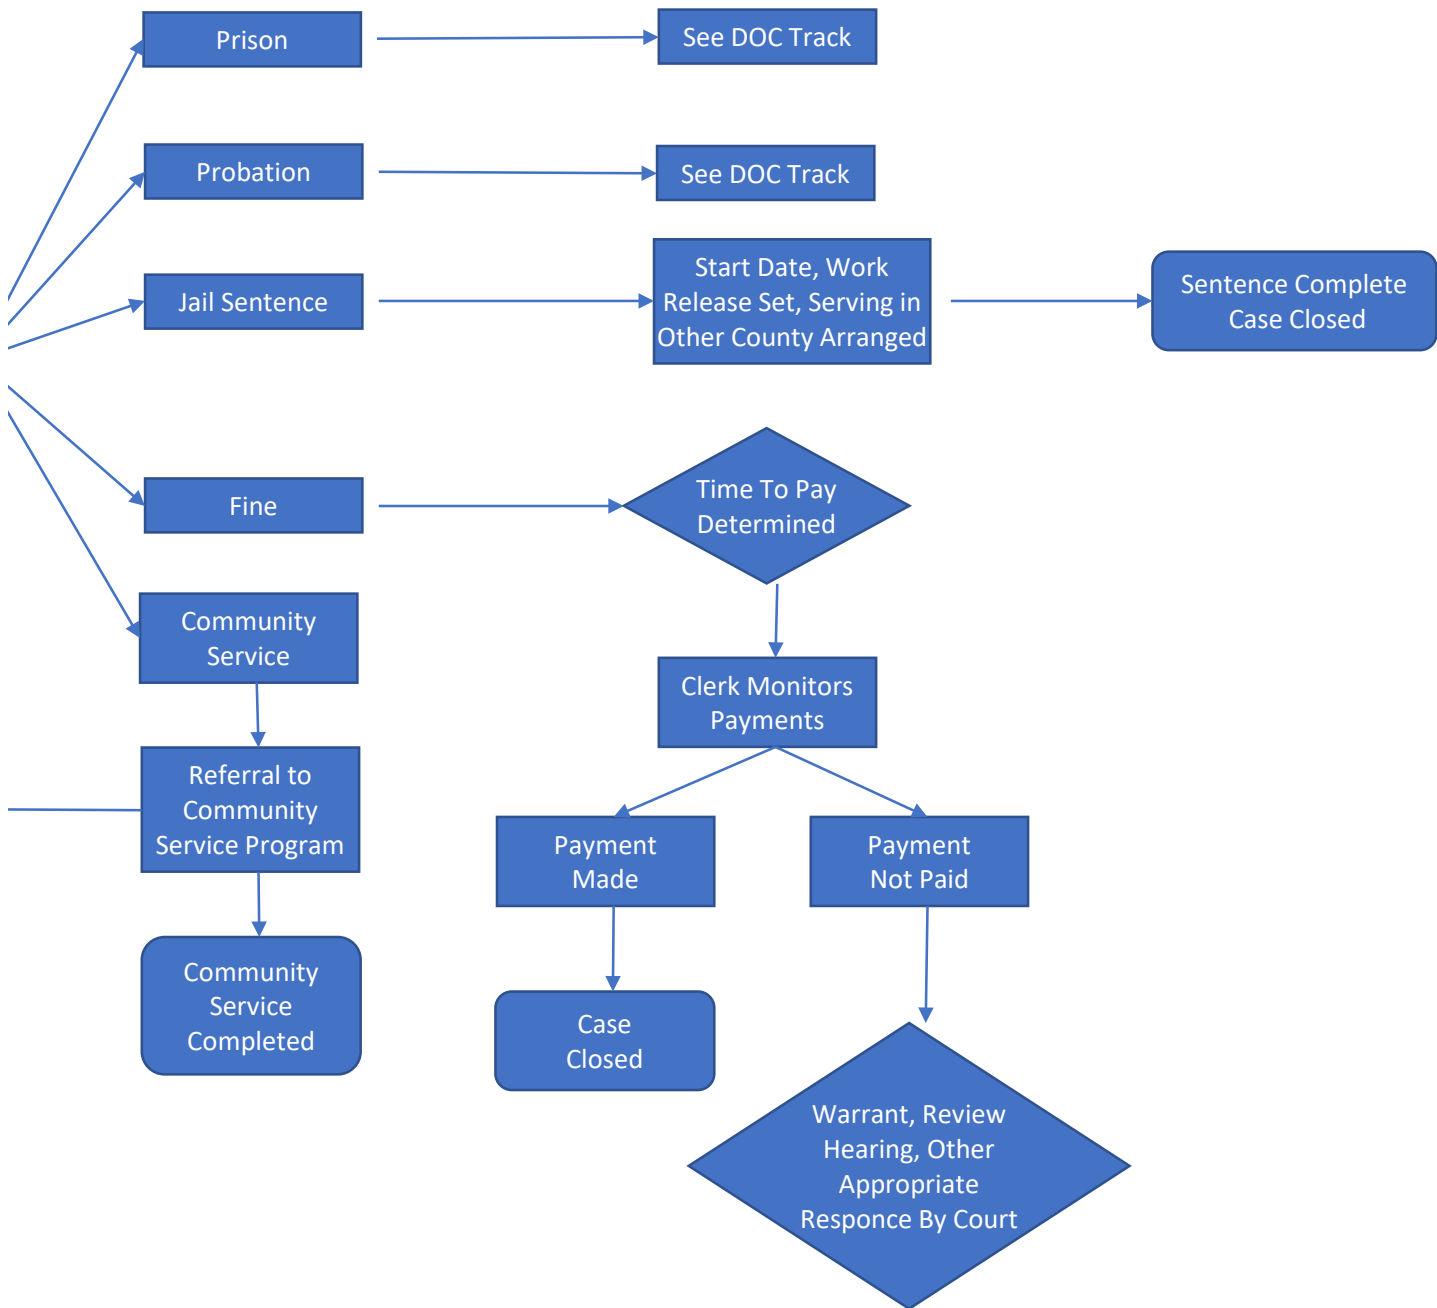 Prison
See DOC Track
Probation
See DOC Track
Jail Sentence
Start Date, Work
Release Set, Serving in
Other County Arranged
Sentence Complete
Case Closed
Fine
Time To Pay
Determined
Community
Service
Clerk Monitors
Payments
Referral to
Community
Service Program
Payment
Made
Payment
Not Paid
Community
Service
Completed
Case
Closed
Warrant, Review
Hearing, Other
Appropriate
Responce By Court